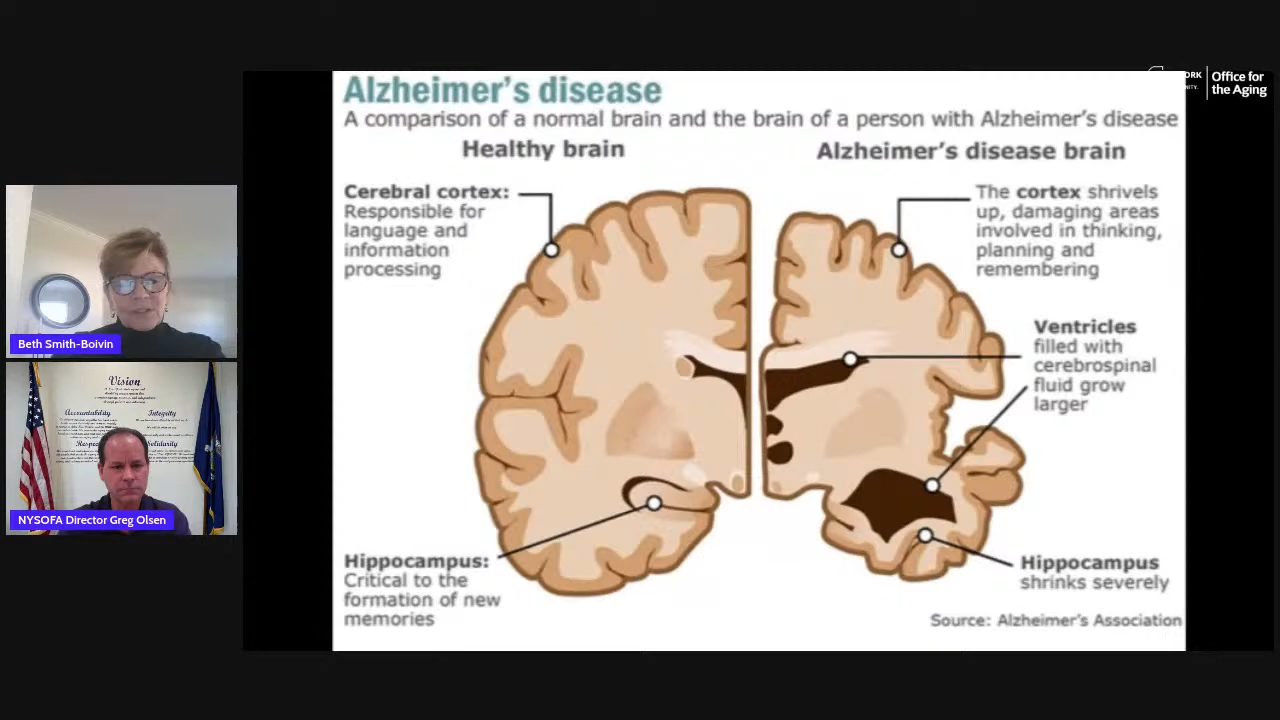 Alzheimer's disease
A comparison of a normal brain and the brain of a person with Alzheimer's disease
Healthy brain
Alzheimer's disease brain
Cerebral cortex:
Responsible for
language and
information
processing
The cortex shrivels
up, damaging areas
involved in thinking,
planning and
remembering
Ventricles
filled with
cerebrospinal
fluid grow
larger
Hippocampus:
Critical to the
formation of new
memories
Hippocampus
shrinks severely
Source: Alzheimer's Association
Office for
the Aging
Beth Smith-Boivin
Vision
Accountability
Integrity
NYSOFA Director Greg Olsen